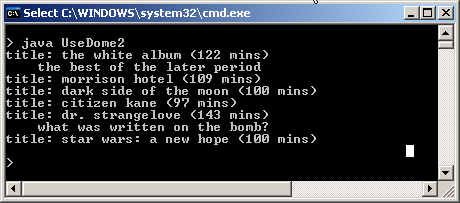 Select C:\WINDOWS\system32\cmd.exe
> java UseDome2
title: the white album (122 mins)
    the best of the later period
title: morrison hotel (109 mins)
title: dark side of the moon (100 mins)
title: citizen kane (97 mins)
title: dr. strangelove (143 mins)
    what was written on the bomb?
title: star wars: a new hope (100 mins)
>